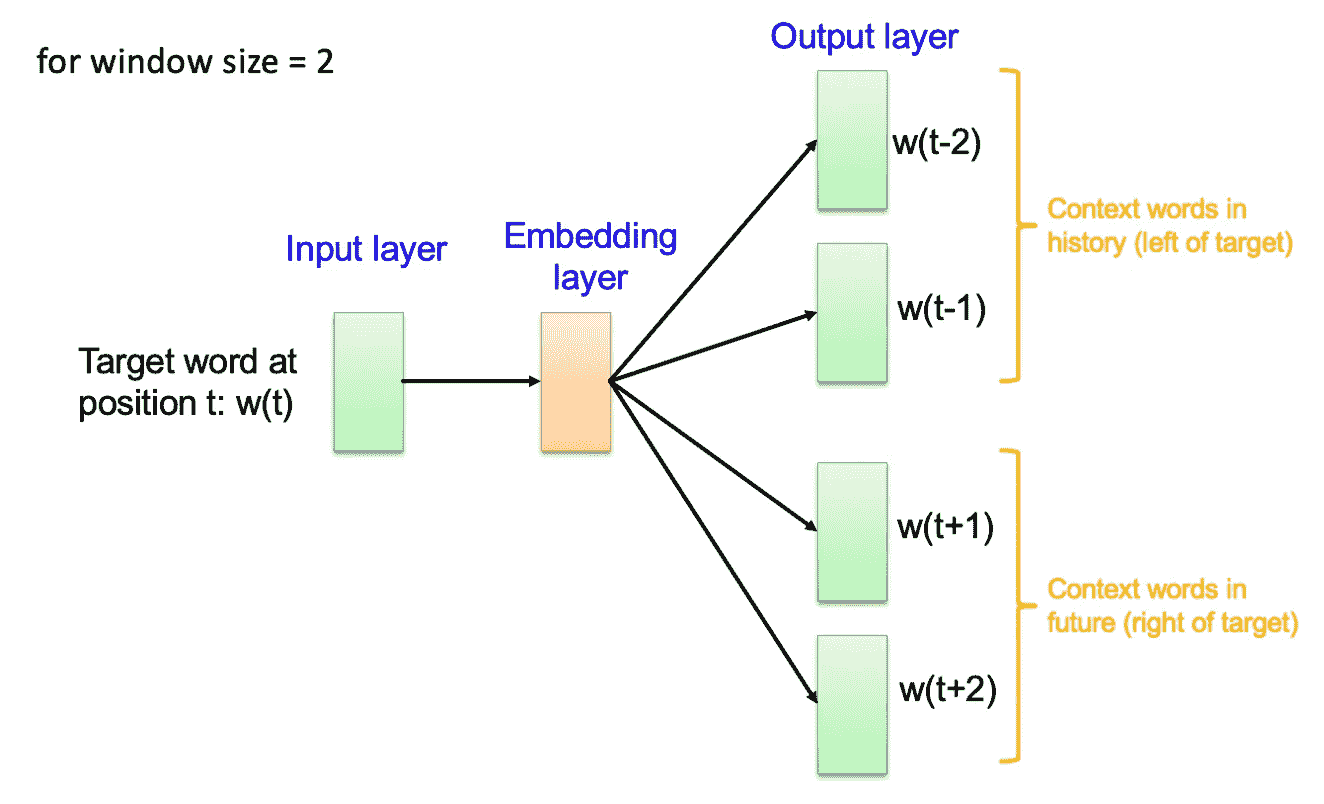 for window size = 2
Output layer
w(t-2)
Context words in
history (left of target)
Input layer
Embedding
layer
w(t-1)
Target word at
position t: w(t)
w(t+1)
Context words in
future (right of target)
w(t+2)